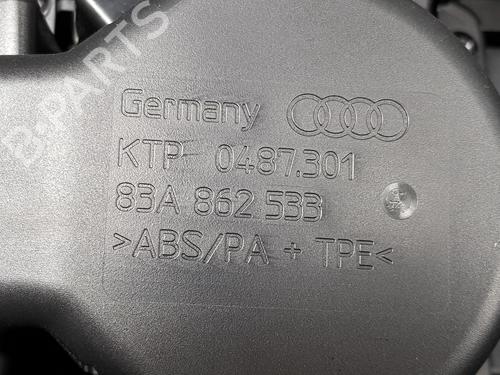 B-PARTS
Germany
KTP 0487.301
83A 862 533
>ABS/PA + TPE<